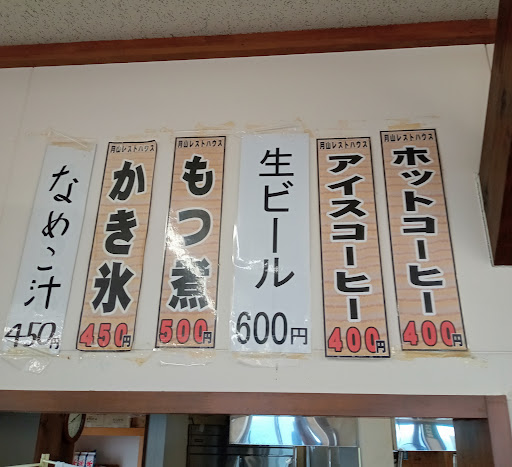 なめこ汁
450円
月山レストハウス
かき氷
450円
月山レストハウス
もつ煮
500円
生ビール
600円
月山レストハウス
アイスコーヒー
400円
月山レストハウス
ホットコーヒー
400円